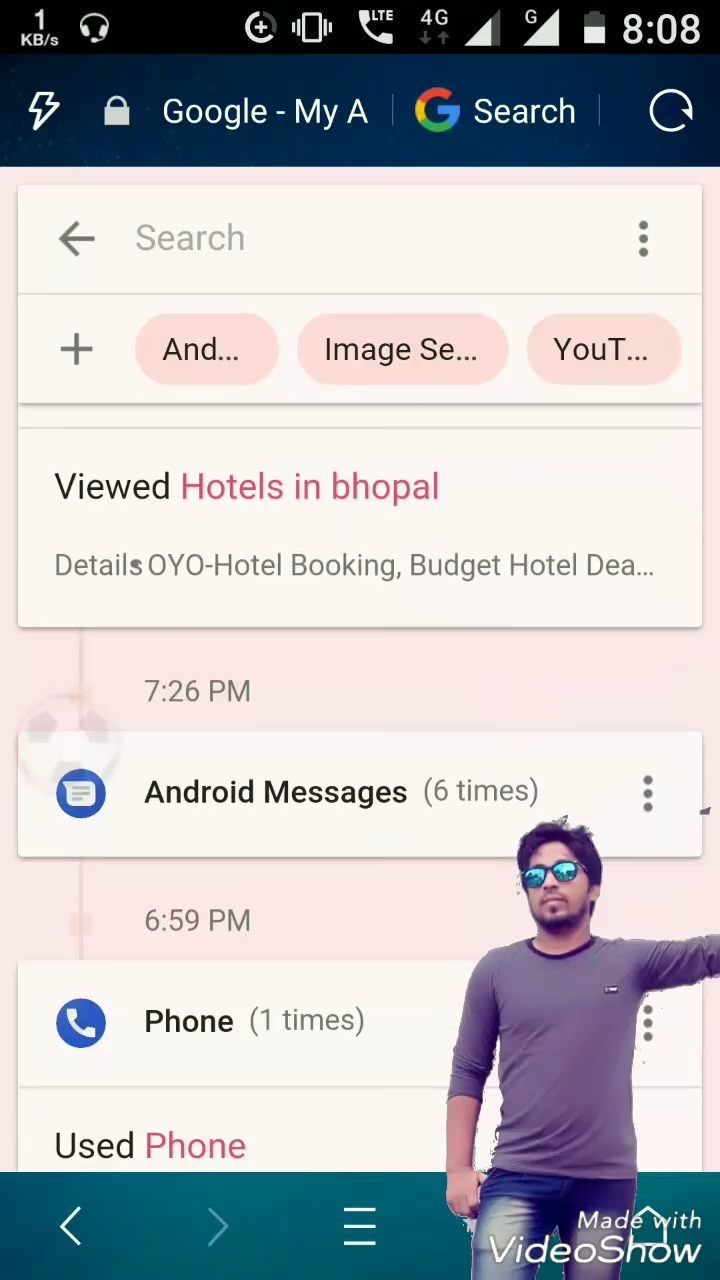 1
KB/s
LTE
4G
G
8:08
Google - My A
Search
Search
And...
Image Se...
YouT...
Viewed Hotels in bhopal
Details OYO-Hotel Booking, Budget Hotel Dea...
7:26 PM
Android Messages (6 times)
6:59 PM
Phone (1 times)
Used Phone
Made with
VideoShow